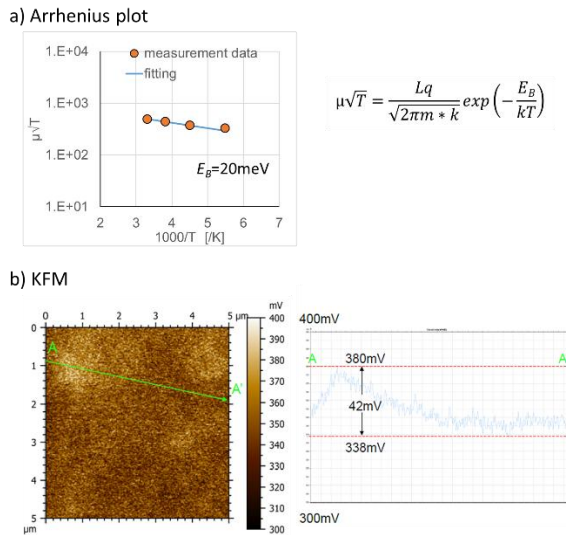 a) Arrhenius plot
1.E+04
1.E+03
1.E+02
1.E+01
μ√T
measurement data
fitting
E_B=20meV
2 3 4 5 6 7
1000/T [/K]
μ√T = Lq / √(2πm * k) exp(− E_B / kT)
b) KFM
0 1 2 3 4 5 μm
0
1
2
3
4
5
μm
A
A'
mV
400
390
380
370
360
350
340
330
320
310
300
400mV
A
A'
380mV
42mV
338mV
300mV